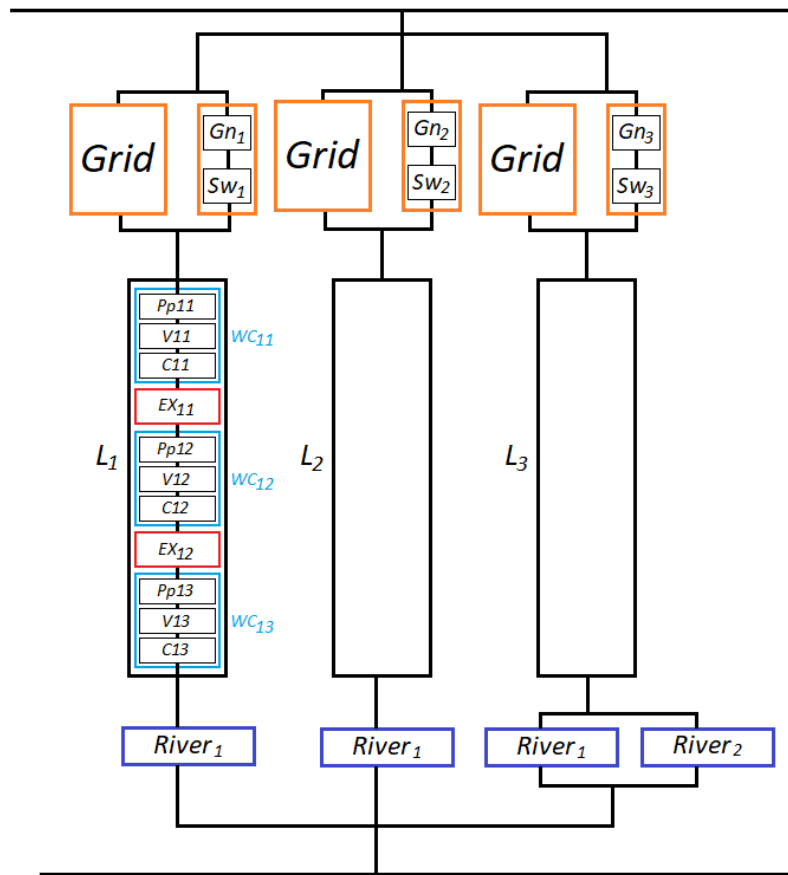 Grid
Gn1
Sw1
Grid
Gn2
Sw2
Grid
Gn3
Sw3
L1
Pp11
V11
C11
WC11
EX11
Pp12
V12
C12
WC12
EX12
Pp13
V13
C13
WC13
L2
L3
River1
River1
River1
River2